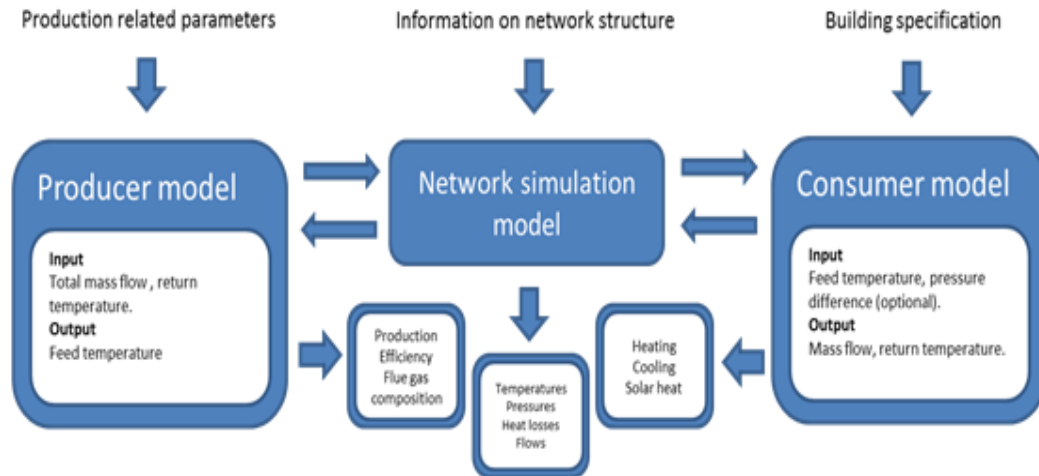 Production related parameters
Information on network structure
Building specification
Producer model
Input
Total mass flow , return
temperature.
Output
Feed temperature
Network simulation
model
Consumer model
Input
Feed temperature, pressure
difference (optional).
Output
Mass flow, return temperature.
Production
Efficiency
Flue gas
composition
Temperatures
Pressures
Heat losses
Flows
Heating
Cooling
Solar heat